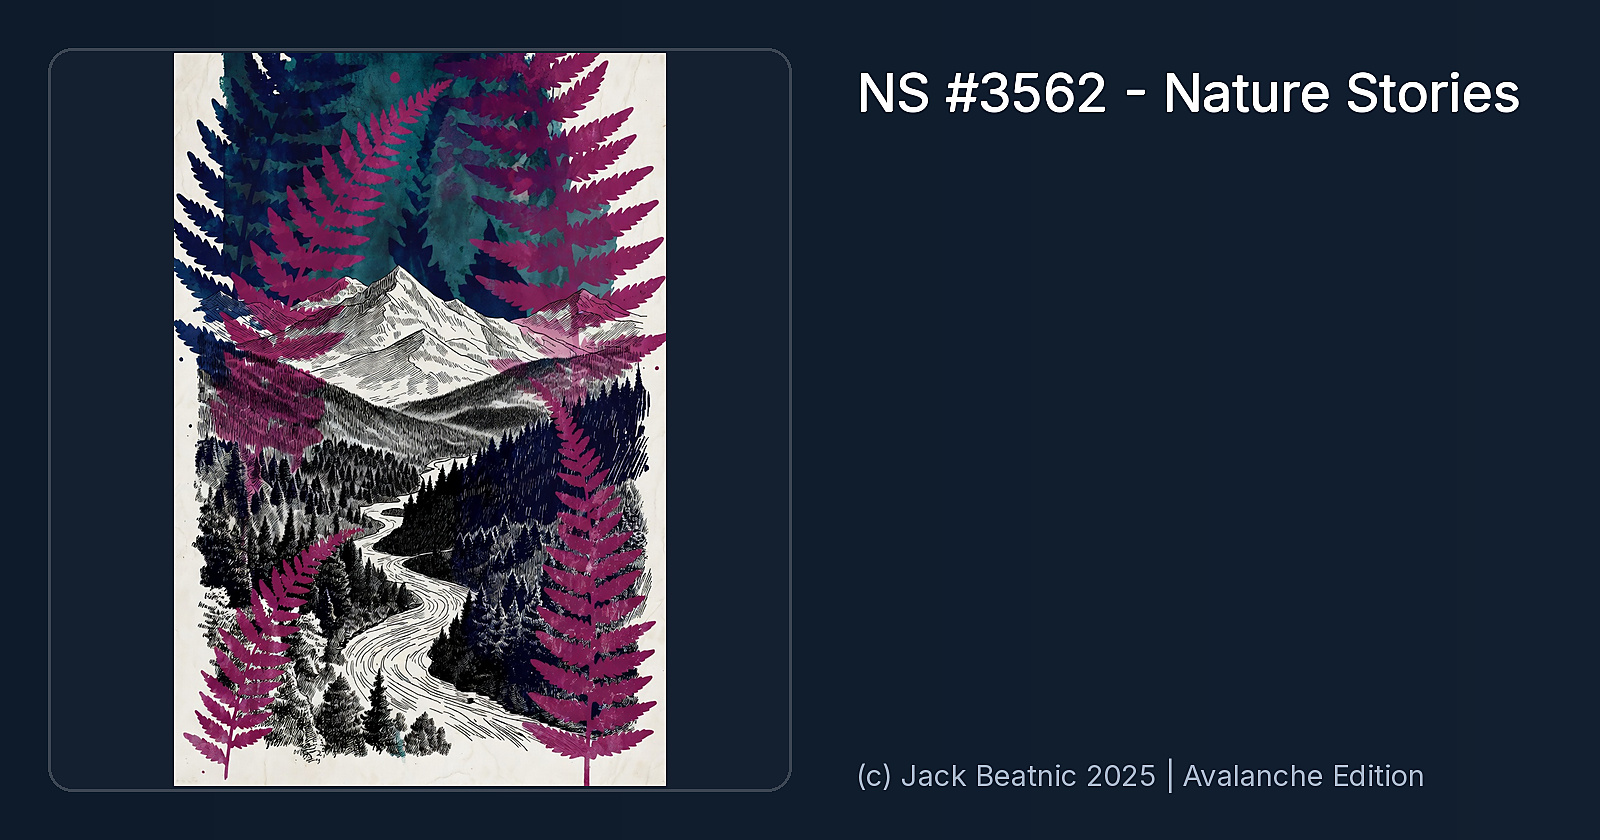 NS #3562 - Nature Stories
(c) Jack Beatnic 2025 | Avalanche Edition